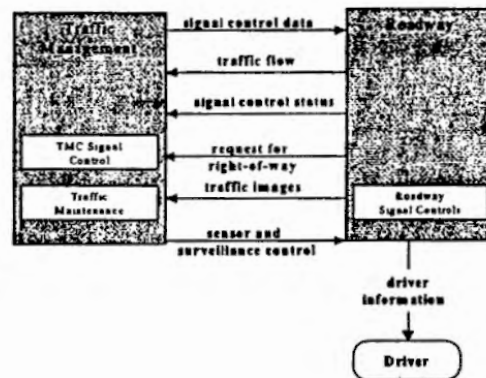 Traffic
Management
signal control data
Roadway
traffic flow
signal control status
TMC Signal
Control
request for
right-of-way
traffic images
Traffic
Maintenance
Roadway
Signal Controls
sensor and
surveillance control
driver
information
Driver